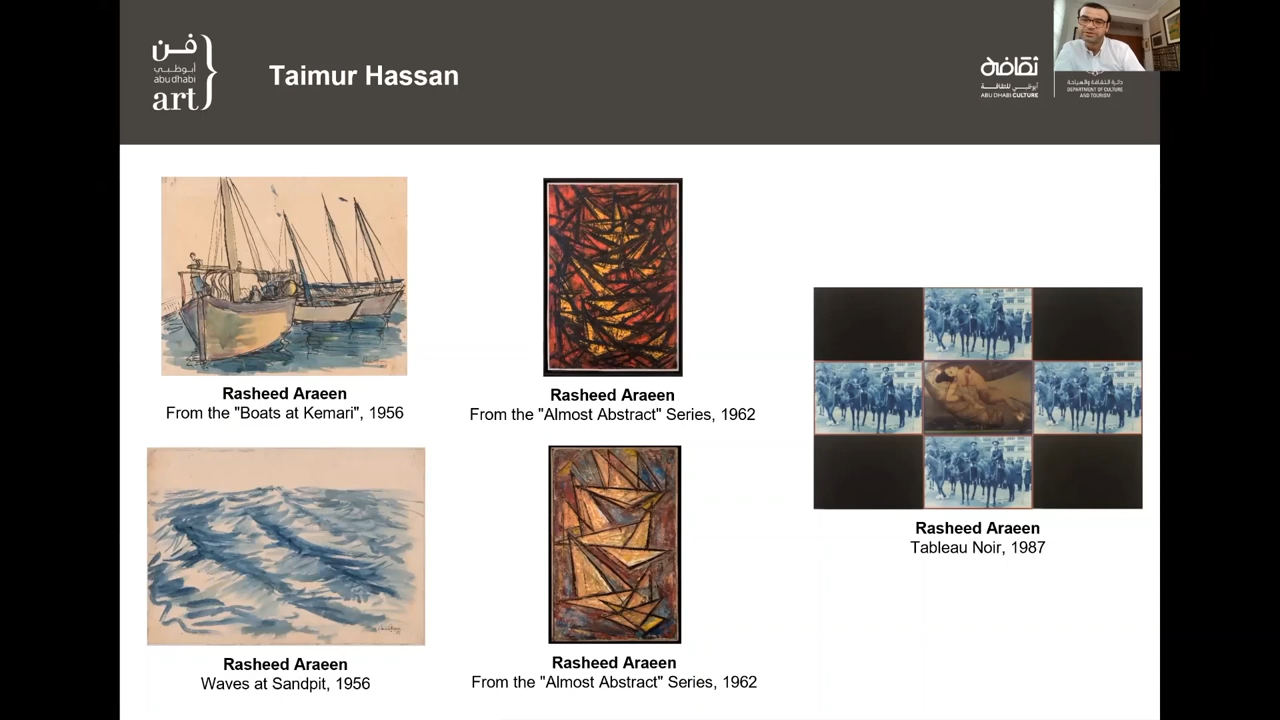 فن
أبوظبي
abu dhabi
art
Taimur Hassan
ثقافة
أبوظبي للثقافة
ABU DHABI CULTURE
دائرة الثقافة والسياحة
DEPARTMENT OF CULTURE
AND TOURISM
Rasheed Araeen
From the "Boats at Kemari", 1956
Rasheed Araeen
From the "Almost Abstract" Series, 1962
Rasheed Araeen
Tableau Noir, 1987
Rasheed Araeen
Waves at Sandpit, 1956
Rasheed Araeen
From the "Almost Abstract" Series, 1962